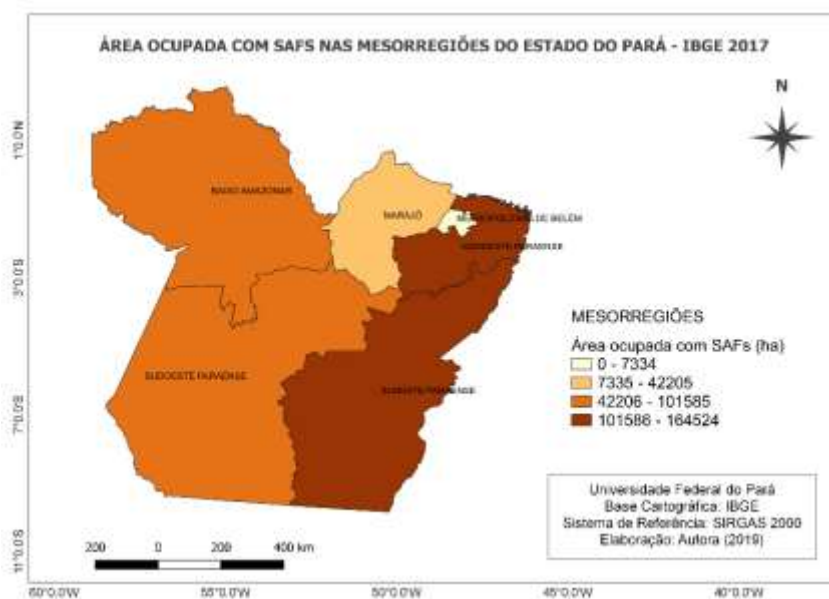 ÁREA OCUPADA COM SAFS NAS MESORREGIÕES DO ESTADO DO PARÁ - IBGE 2017
N
1°0.0'N
3°0.0'S
7°0.0'S
11°0.0'S
BAIXO AMAZONAS
MARAJÓ
METROPOLITANA DE BELÉM
PARAENSE
SUDOESTE PARAENSE
PARAENSE
MESORREGIÕES
Área ocupada com SAFs (ha)
0 - 7334
7335 - 42205
42206 - 101585
101586 - 164524
Universidade Federal do Pará
Base Cartográfica: IBGE
Sistema de Referência: SIRGAS 2000
Elaboração: Autora (2019)
200 0 200 400 km
60°0.0'W 55°0.0'W 50°0.0'W 45°0.0'W 40°0.0'W